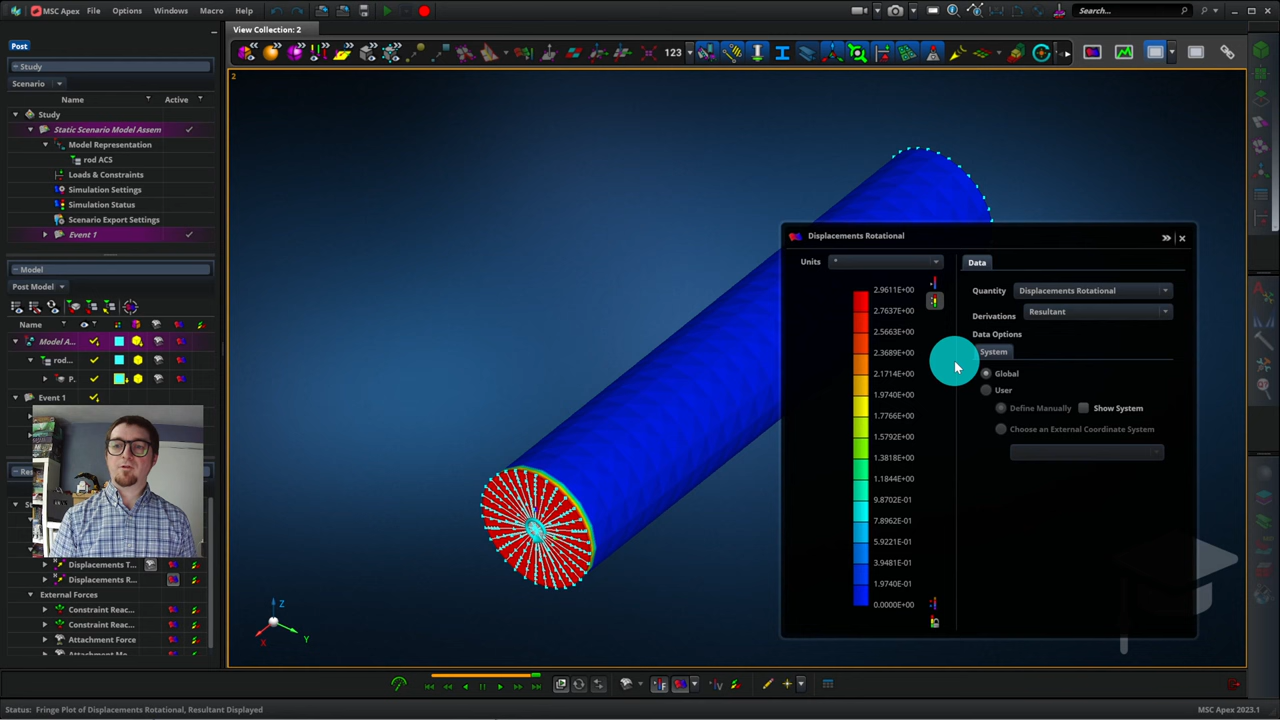 MSC Apex File Options Windows Macro Help Search...
Post
View Collection: 2
Study
123
Scenario
2
Name Active
Study
Static Scenario Model Assem
Model Representation
rod ACS
Loads & Constraints
Simulation Settings
Simulation Status
Scenario Export Settings
Event 1
Displacements Rotational
Units °
Data
Model
Post Model
2.9611E+00
Quantity Displacements Rotational
2.7637E+00
Derivations Resultant
Name
2.5663E+00
Data Options
Model A...
2.3689E+00
System
rod...
2.1714E+00
Global
P.
1.9740E+00
User
Event 1
1.7766E+00
Define Manually Show System
1.5792E+00
Choose an External Coordinate System
1.3818E+00
1.1844E+00
9.8702E-01
7.8962E-01
5.9221E-01
3.9481E-01
1.9740E-01
0.0000E+00
Displacements T...
Displacements R...
External Forces
Constraint Reac...
Constraint Reac...
Attachment Force
Z
X
Y
Status: Fringe Plot of Displacements Rotational, Resultant Displayed
MSC Apex 2023.1